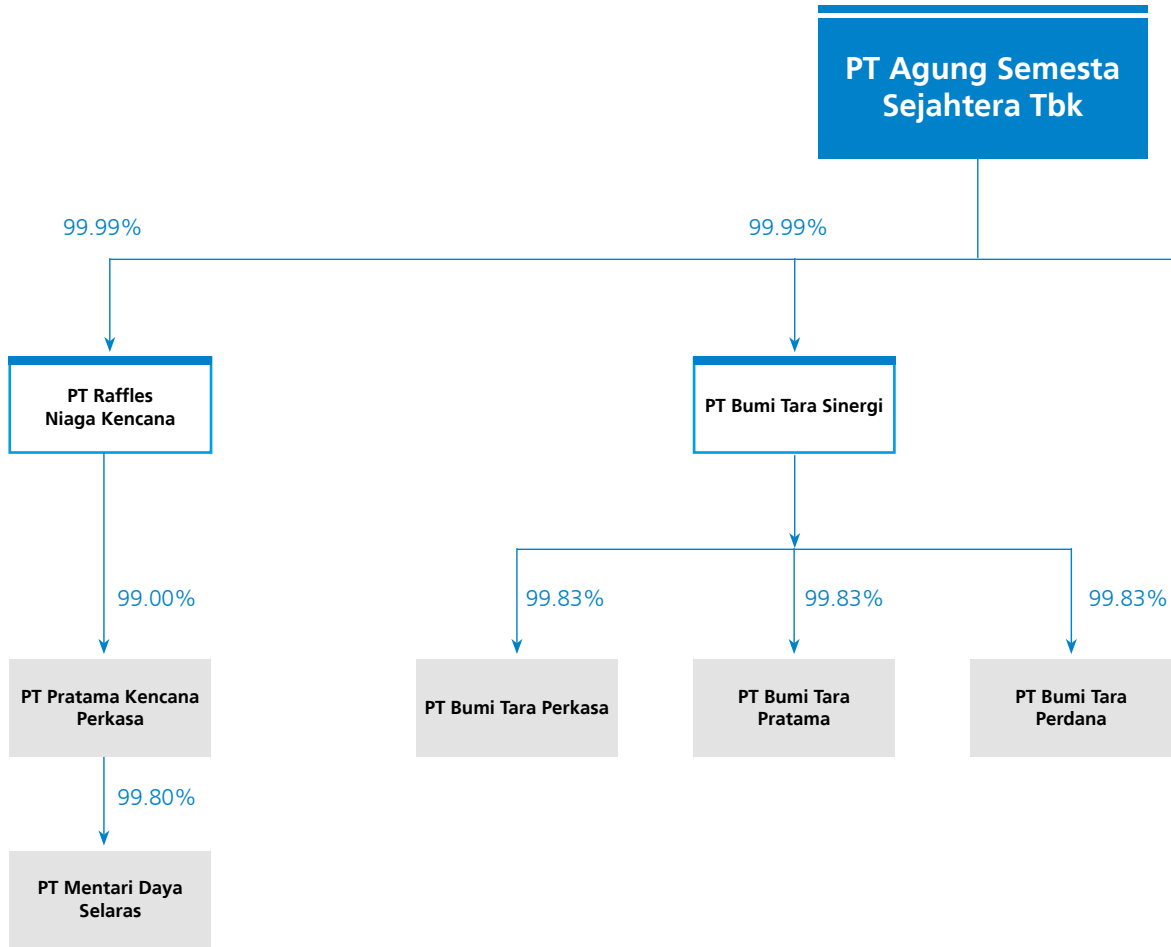 PT Agung Semesta
Sejahtera Tbk
99.99%
99.99%
PT Raffles
Niaga Kencana
PT Bumi Tara Sinergi
99.00%
99.83%
99.83%
99.83%
PT Pratama Kencana
Perkasa
PT Bumi Tara Perkasa
PT Bumi Tara
Pratama
PT Bumi Tara
Perdana
99.80%
PT Mentari Daya
Selaras